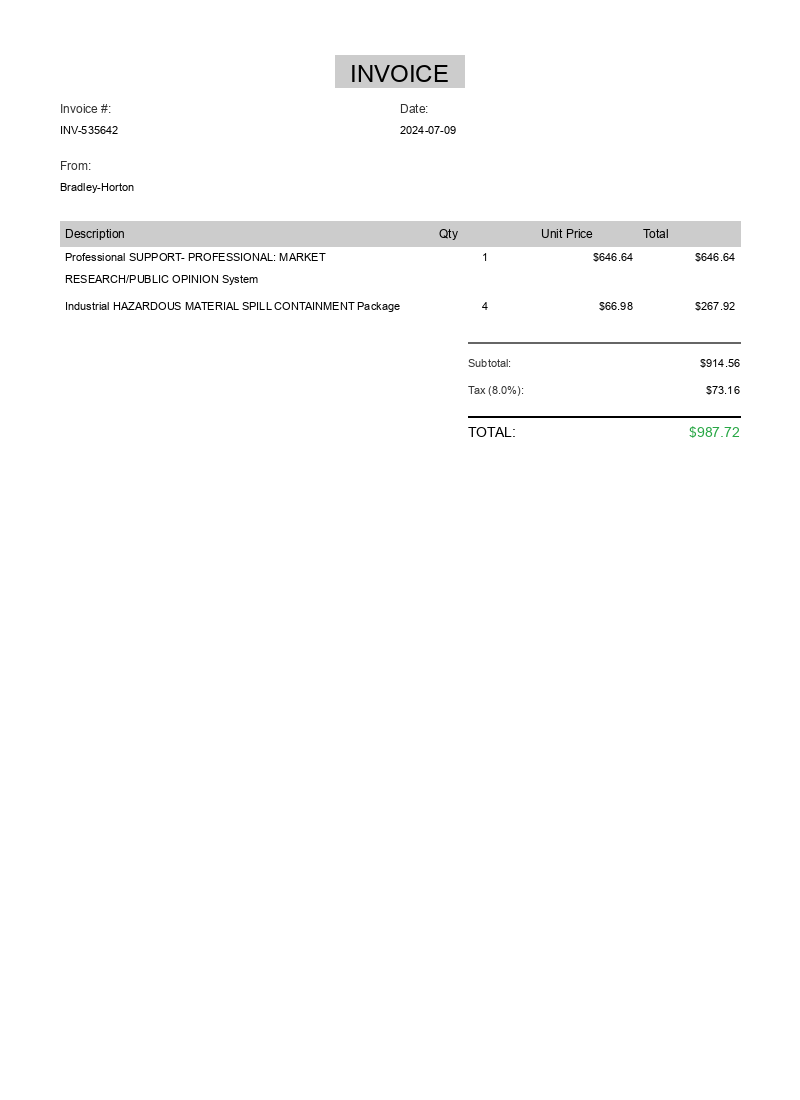 INVOICE
Invoice #: Date:
INV-535642 2024-07-09
From:
Bradley-Horton
Description Qty Unit Price Total
Professional SUPPORT- PROFESSIONAL: MARKET 1 $646.64 $646.64
RESEARCH/PUBLIC OPINION System
Industrial HAZARDOUS MATERIAL SPILL CONTAINMENT Package 4 $66.98 $267.92
Subtotal: $914.56
Tax (8.0%): $73.16
TOTAL: $987.72